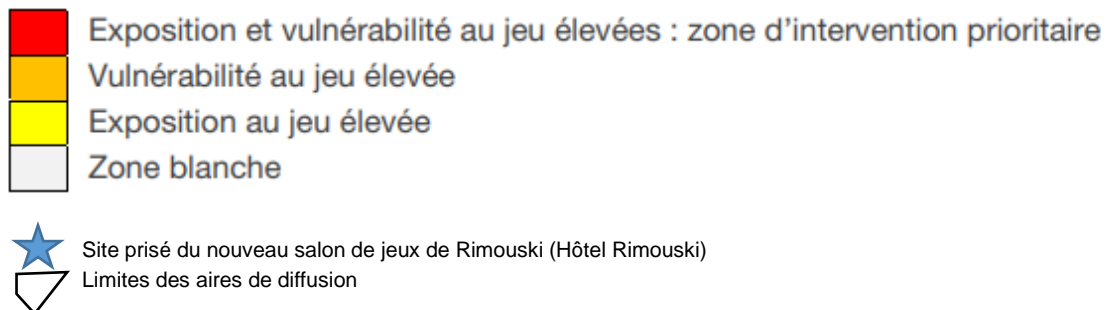 Exposition et vulnérabilité au jeu élevées : zone d'intervention prioritaire
Vulnérabilité au jeu élevée
Exposition au jeu élevée
Zone blanche
Site prisé du nouveau salon de jeux de Rimouski (Hôtel Rimouski)
Limites des aires de diffusion